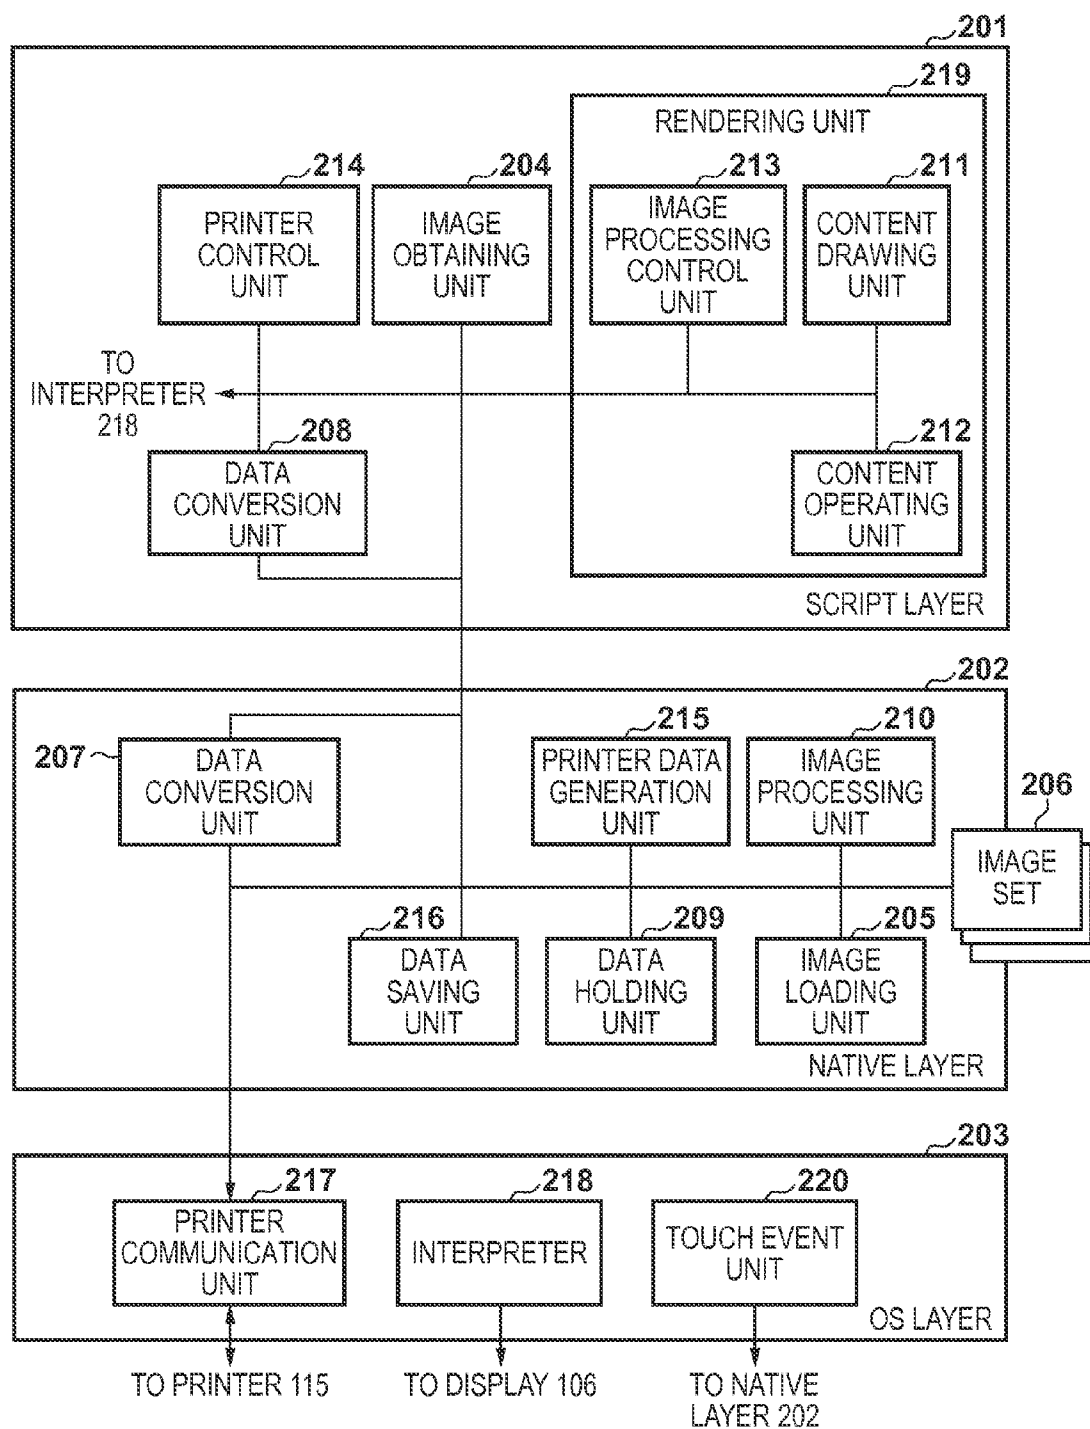 201
219
RENDERING UNIT
214
204
213
211
PRINTER
CONTROL
UNIT
IMAGE
OBTAINING
UNIT
IMAGE
PROCESSING
CONTROL
UNIT
CONTENT
DRAWING
UNIT
TO
INTERPRETER
218
208
212
DATA
CONVERSION
UNIT
CONTENT
OPERATING
UNIT
SCRIPT LAYER
202
215
210
207
DATA
CONVERSION
UNIT
PRINTER DATA
GENERATION
UNIT
IMAGE
PROCESSING
UNIT
206
IMAGE
SET
216
209
205
DATA
SAVING
UNIT
DATA
HOLDING
UNIT
IMAGE
LOADING
UNIT
NATIVE LAYER
203
217
218
220
PRINTER
COMMUNICATION
UNIT
INTERPRETER
TOUCH EVENT
UNIT
OS LAYER
TO PRINTER 115
TO DISPLAY 106
TO NATIVE
LAYER 202